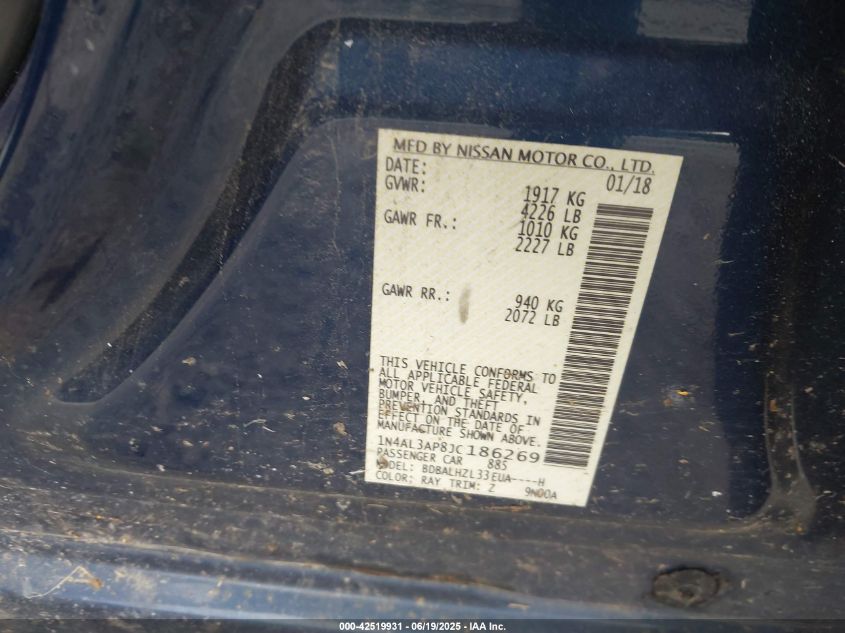 MFD BY NISSAN MOTOR CO., LTD.
DATE: 01/18
GVWR: 1917 KG
4226 LB
GAWR FR.: 1010 KG
2227 LB
GAWR RR.: 940 KG
2072 LB
THIS VEHICLE CONFORMS TO
ALL APPLICABLE FEDERAL
MOTOR VEHICLE SAFETY,
BUMPER, AND THEFT
PREVENTION STANDARDS IN
EFFECT ON THE DATE OF
MANUFACTURE SHOWN ABOVE.
1N4AL3AP8JC186269
PASSENGER CAR 885
MODEL: BDBALHZL33EUA----H
COLOR: RAY TRIM: Z 9N00A
000-42519931 - 06/19/2025 - IAA Inc.